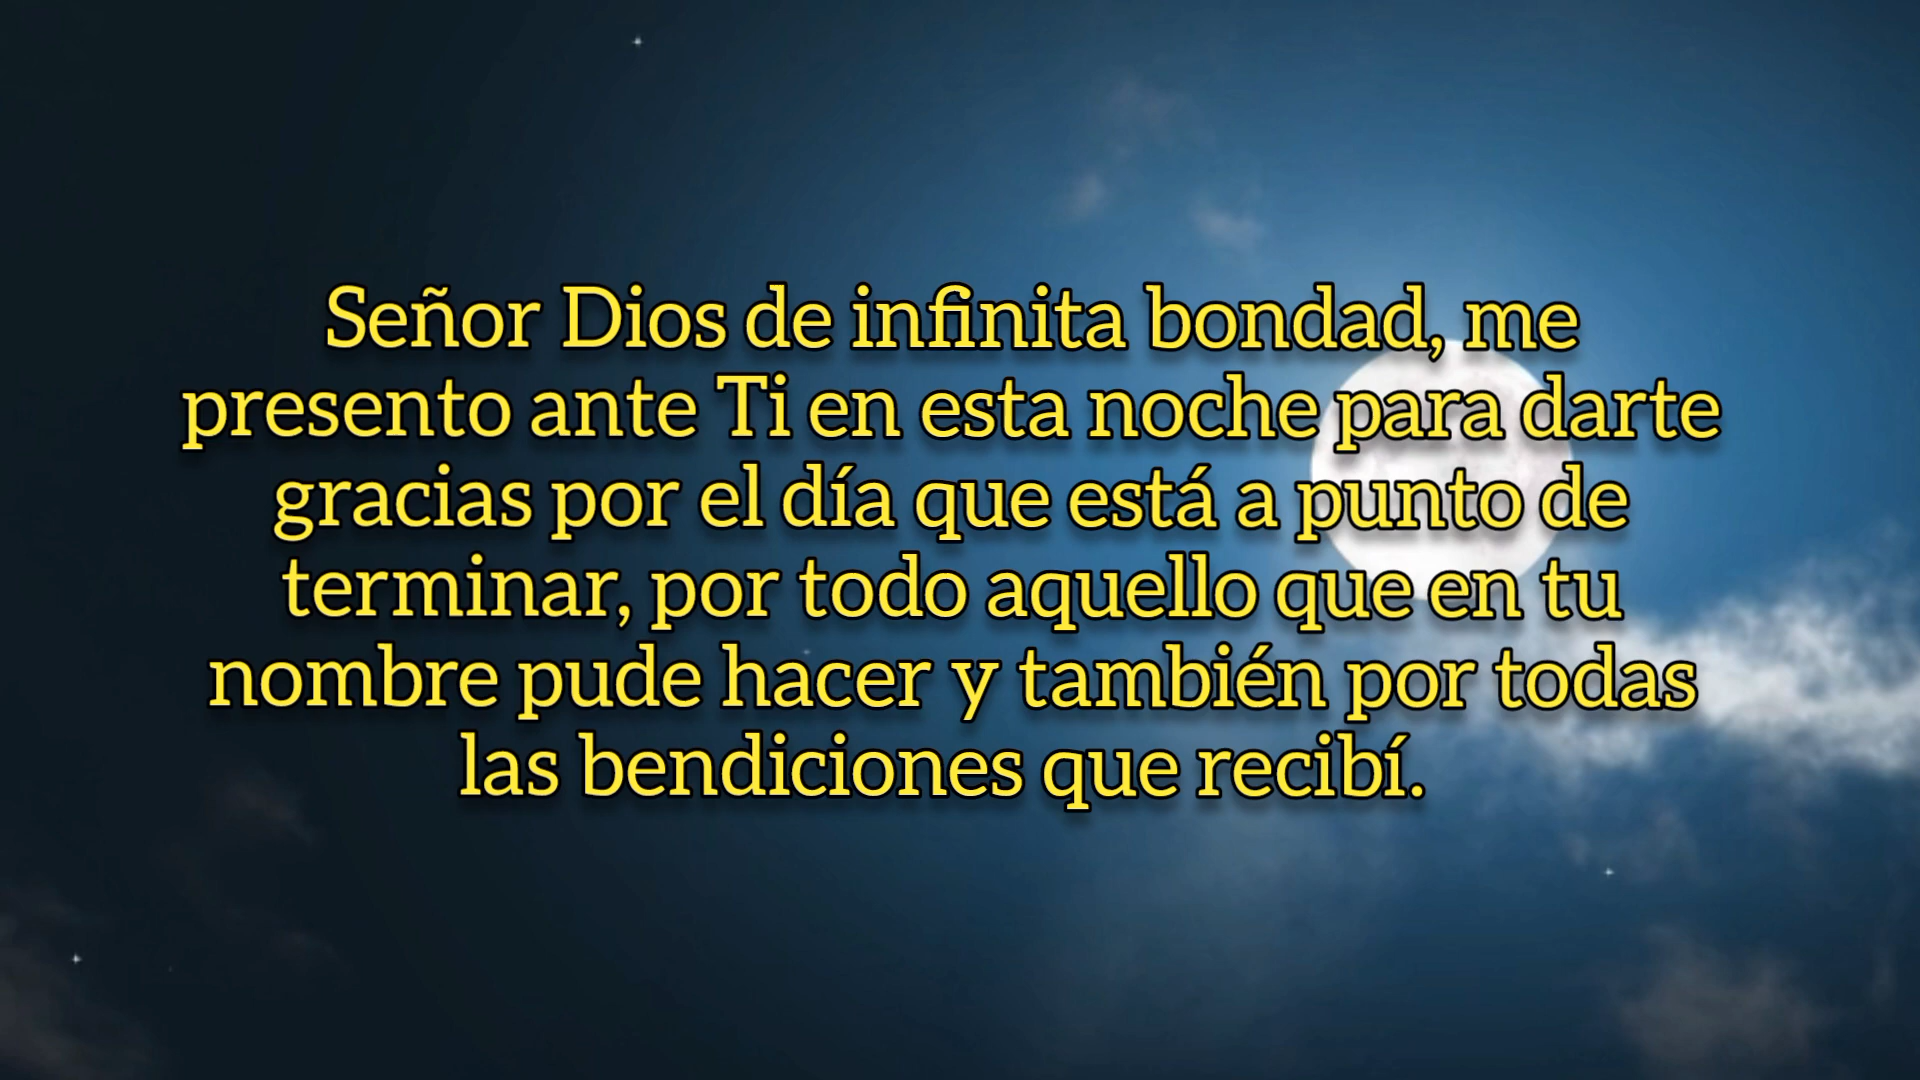 Señor Dios de infinita bondad, me
presento ante Ti en esta noche para darte
gracias por el día que está a punto de
terminar, por todo aquello que en tu
nombre pude hacer y también por todas
las bendiciones que recibí.